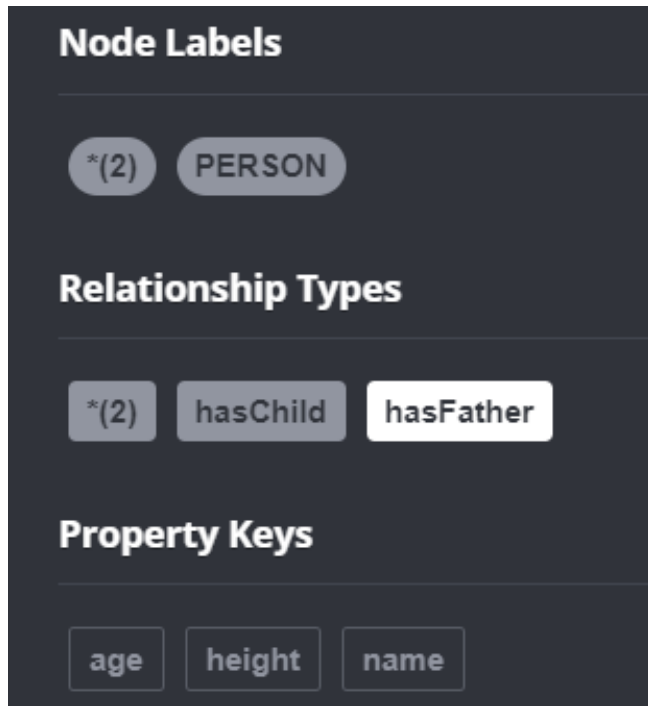 Node Labels
*(2) PERSON
Relationship Types
*(2) hasChild hasFather
Property Keys
age height name